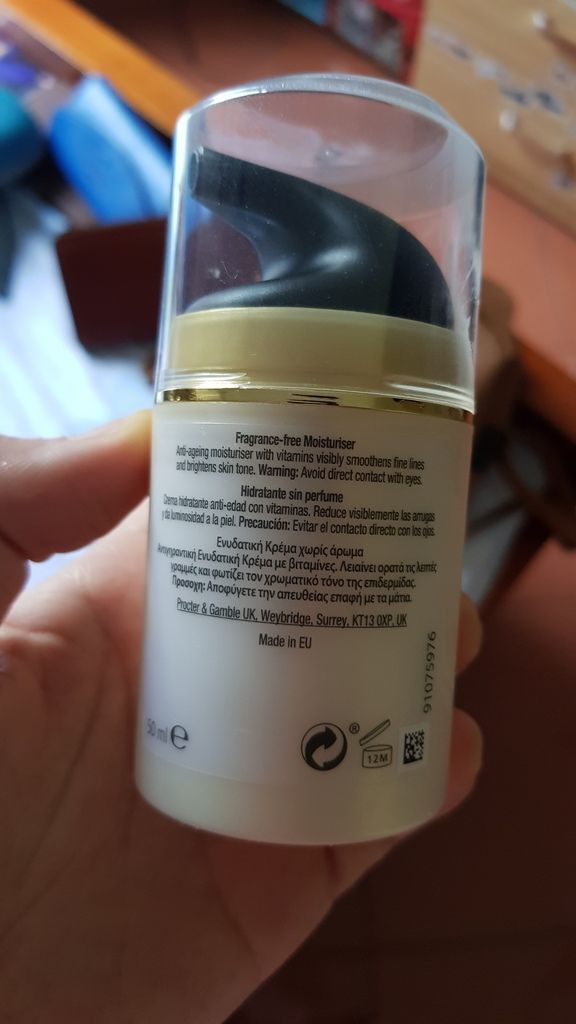 Fragrance-free Moisturiser
Anti-ageing moisturiser with vitamins visibly smoothens fine lines
and brightens skin tone. Warning: Avoid direct contact with eyes.
Hidratante sin perfume
Crema hidratante anti-edad con vitaminas. Reduce visiblemente las arrugas
y da luminosidad a la piel. Precaución: Evitar el contacto directo con los ojos.
Ενυδατική Κρέμα χωρίς άρωμα
Αντιγηραντική Ενυδατική Κρέμα με βιταμίνες. Λειαίνει ορατά τις λεπτές
γραμμές και φωτίζει τον χρωματικό τόνο της επιδερμίδας.
Προσοχη: Αποφύγετε την απευθείας επαφή με τα μάτια.
Procter & Gamble UK, Weybridge, Surrey, KT13 0XP, UK
Made in EU
91075976
50 ml e
®
12M